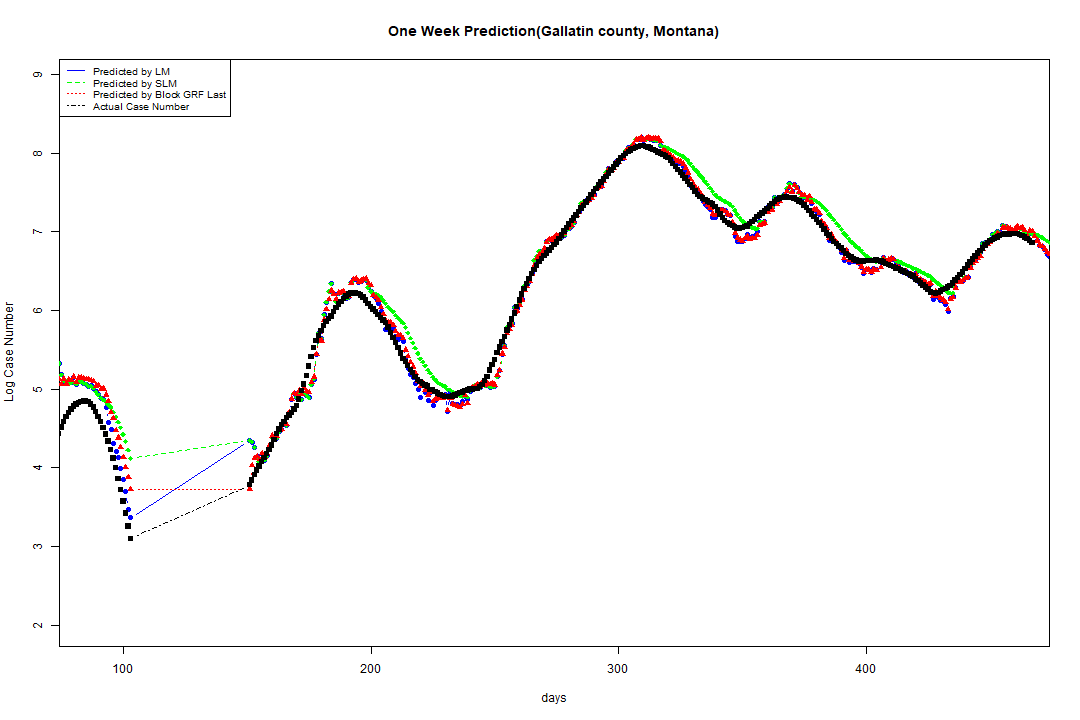 One Week Prediction(Gallatin county, Montana)
Predicted by LM
Predicted by SLM
Predicted by Block GRF Last
Actual Case Number
Log Case Number
9
8
7
6
5
4
3
2
100 200 300 400
days